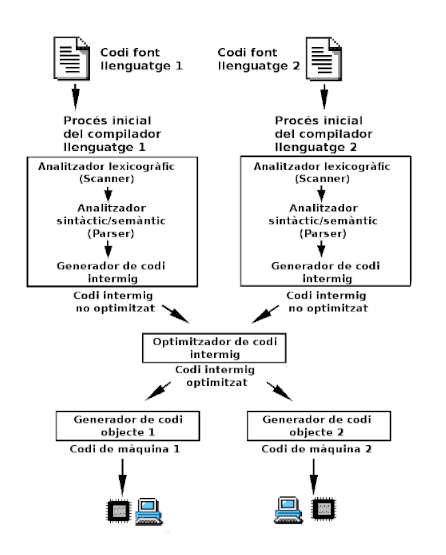 Codi font
llenguatge 1
Codi font
llenguatge 2
Procés inicial
del compilador
llenguatge 1
Procés inicial
del compilador
llenguatge 2
Analitzador lexicogràfic
(Scanner)
Analitzador
sintàctic/semàntic
(Parser)
Generador de codi
intermig
Analitzador lexicogràfic
(Scanner)
Analitzador
sintàctic/semàntic
(Parser)
Generador de codi
intermig
Codi intermig
no optimitzat
Codi intermig
no optimitzat
Optimitzador de codi
intermig
Codi intermig
optimitzat
Generador de codi
objecte 1
Generador de codi
objecte 2
Codi de màquina 1
Codi de màquina 2